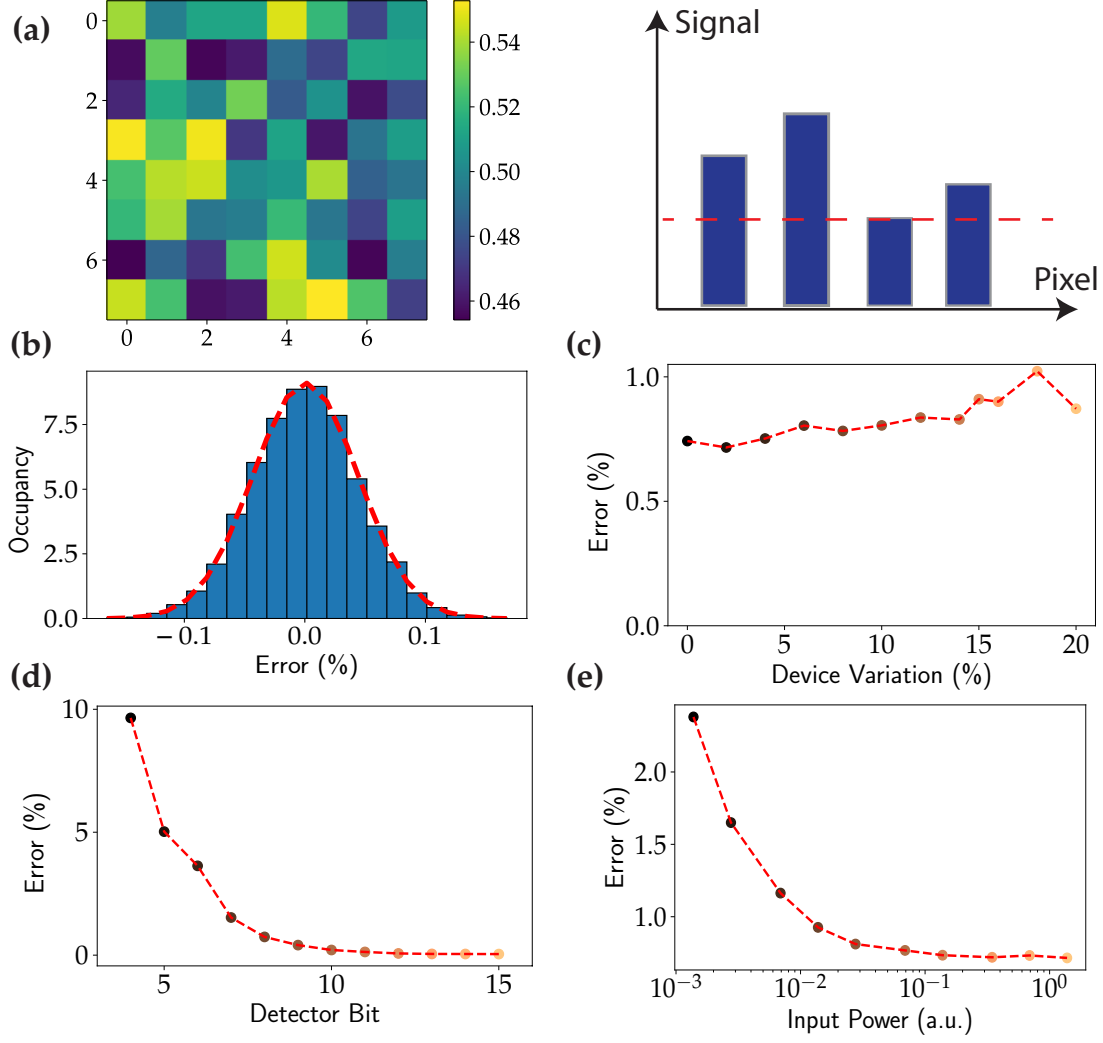 (a)
0
2
4
6
0 2 4 6
0.54
0.52
0.50
0.48
0.46
Signal
Pixel
(b)
Occupancy
7.5
5.0
2.5
0.0
−0.1 0.0 0.1
Error (%)
(c)
Error (%)
1.0
0.5
0.0
0 5 10 15 20
Device Variation (%)
(d)
Error (%)
10
5
0
5 10 15
Detector Bit
(e)
Error (%)
2.0
1.5
1.0
10⁻³ 10⁻² 10⁻¹ 10⁰
Input Power (a.u.)